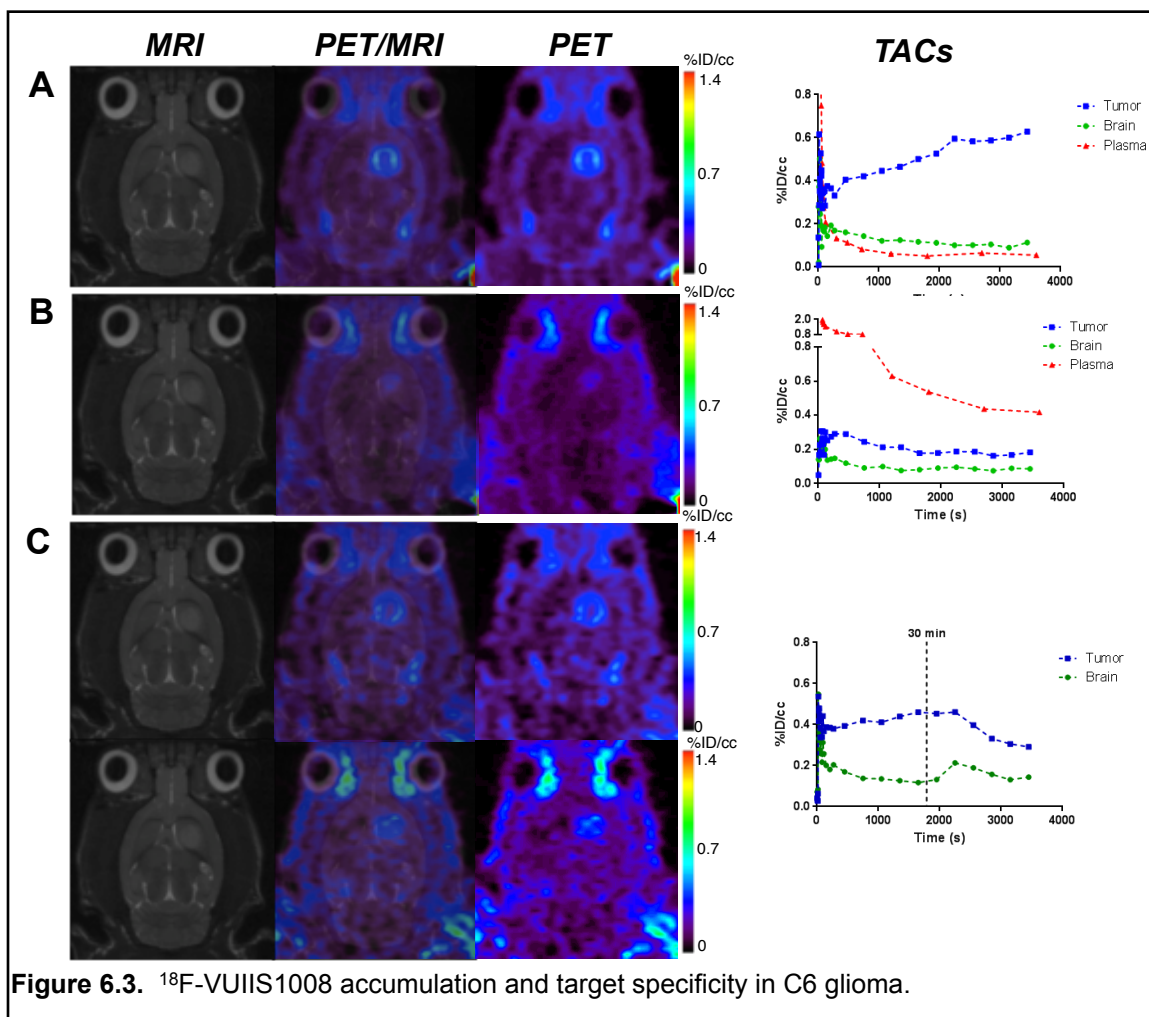 MRI PET/MRI PET TACs
A
%ID/cc
1.4
0.7
0
%ID/cc
0.8
0.6
0.4
0.2
0.0
0 1000 2000 3000 4000
Tumor
Brain
Plasma
B
%ID/cc
1.4
0.7
0
%ID/cc
2.0
0.8
0.8
0.6
0.4
0.2
0.0
0 1000 2000 3000 4000
Time (s)
Tumor
Brain
Plasma
C
%ID/cc
1.4
0.7
0
%ID/cc
1.4
0.7
0
30 min
%ID/cc
0.8
0.6
0.4
0.2
0.0
0 1000 2000 3000 4000
Time (s)
Tumor
Brain
Figure 6.3. ¹⁸F-VUIIS1008 accumulation and target specificity in C6 glioma.